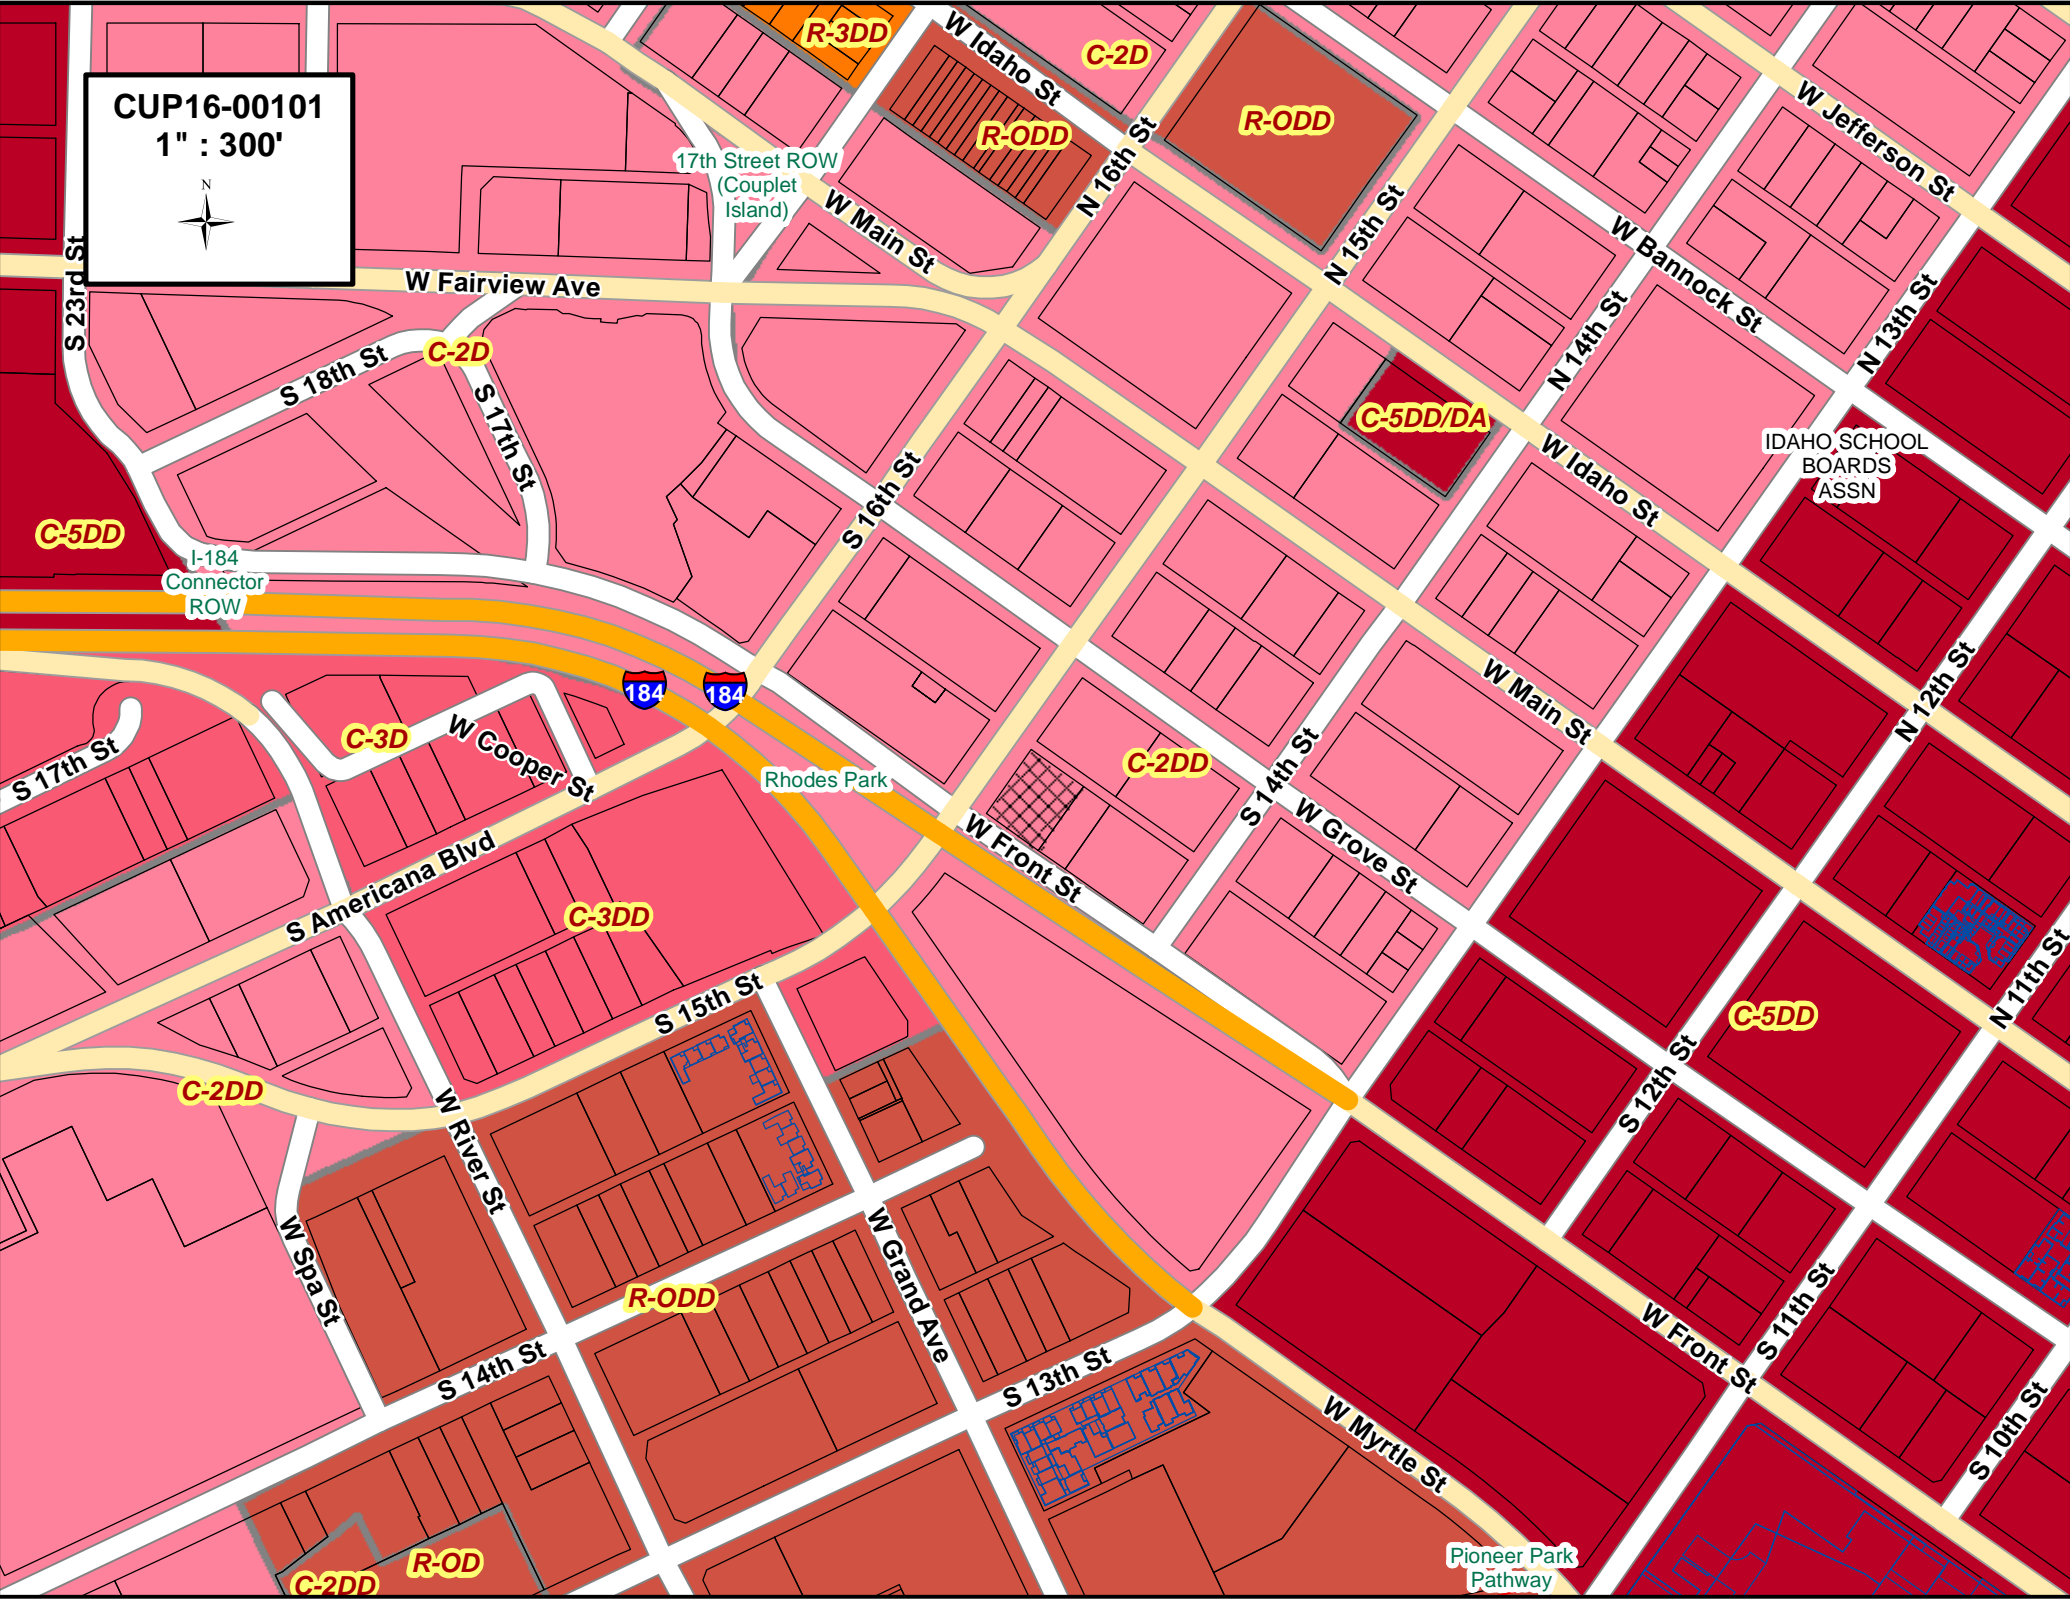 R-3DD
W Idaho St
C-2D
CUP16-00101
1" : 300'
N
R-ODD
R-ODD
W Jefferson St
17th Street ROW
(Couplet
Island)
N 16th St
W Main St
N 15th St
W Bannock St
S 23rd St
W Fairview Ave
N 14th St
N 13th St
C-2D
S 18th St
S 17th St
C-5DD/DA
W Idaho St
IDAHO SCHOOL
BOARDS
ASSN
S 16th St
C-5DD
I-184
Connector
ROW
184
184
N 12th St
W Main St
C-3D
W Cooper St
S 17th St
Rhodes Park
C-2DD
S 14th St
W Front St
W Grove St
S Americana Blvd
C-3DD
S 15th St
N 11th St
C-5DD
C-2DD
S 12th St
W River St
W Spa St
W Grand Ave
R-ODD
S 14th St
S 13th St
S 11th St
W Front St
W Myrtle St
S 10th St
R-OD
C-2DD
Pioneer Park
Pathway